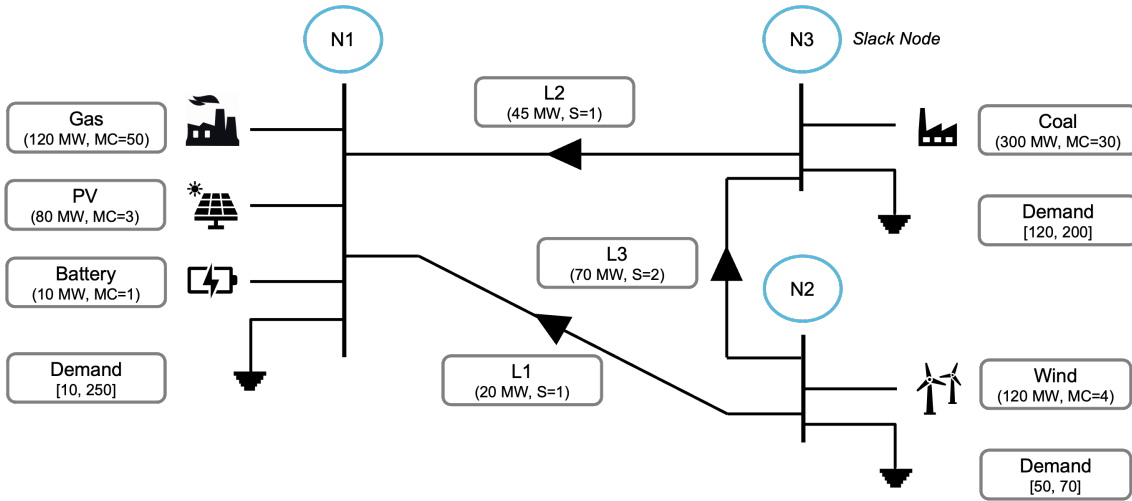 N1
N3
Slack Node
L2
(45 MW, S=1)
Gas
(120 MW, MC=50)
Coal
(300 MW, MC=30)
PV
(80 MW, MC=3)
Demand
[120, 200]
L3
(70 MW, S=2)
N2
Battery
(10 MW, MC=1)
Demand
[10, 250]
L1
(20 MW, S=1)
Wind
(120 MW, MC=4)
Demand
[50, 70]